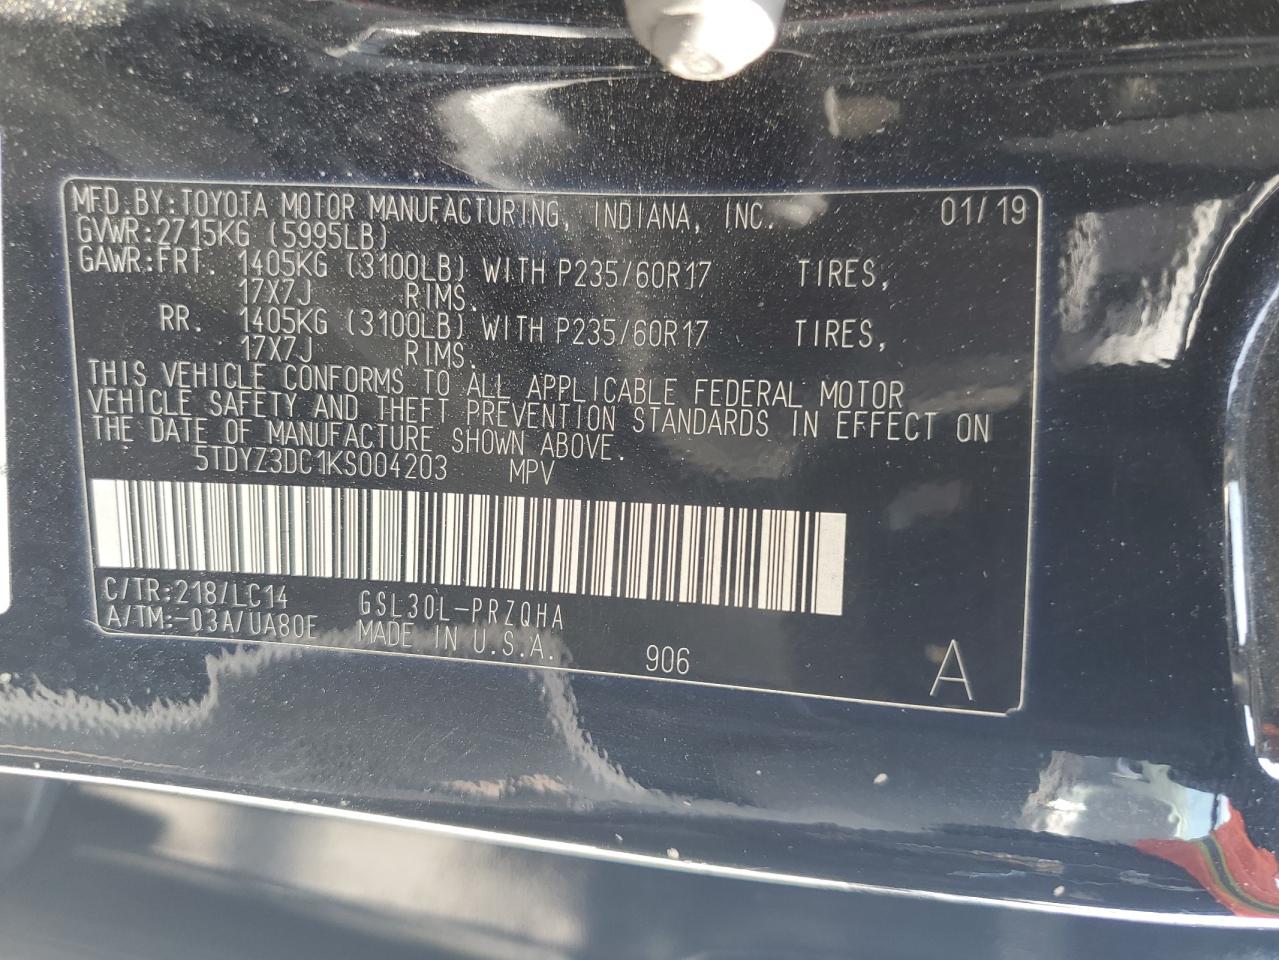 MFD.BY:TOYOTA MOTOR MANUFACTURING, INDIANA, INC. 01/19
GVWR:2715KG (5995LB)
GAWR:FRT. 1405KG (3100LB) WITH P235/60R17 TIRES,
17X7J RIMS.
RR. 1405KG (3100LB) WITH P235/60R17 TIRES,
17X7J RIMS.
THIS VEHICLE CONFORMS TO ALL APPLICABLE FEDERAL MOTOR
VEHICLE SAFETY AND THEFT PREVENTION STANDARDS IN EFFECT ON
THE DATE OF MANUFACTURE SHOWN ABOVE.
5TDYZ3DC1KS004203 MPV
C/TR:218/LC14 GSL30L-PRZQHA
A/TM:-03A/UA80E MADE IN U.S.A. 906 A